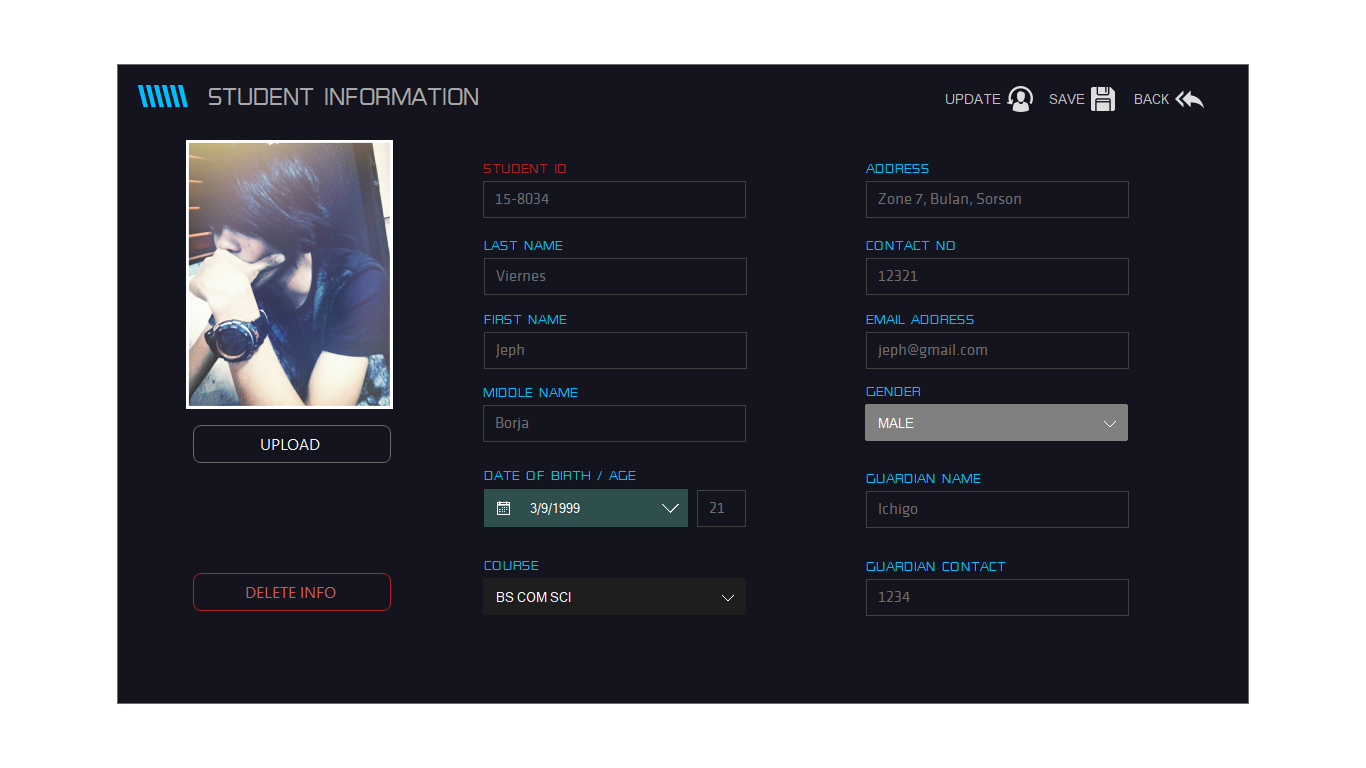 STUDENT INFORMATION
UPDATE
SAVE
BACK
UPLOAD
DELETE INFO
STUDENT ID
15-8034
LAST NAME
Viernes
FIRST NAME
Jeph
MIDDLE NAME
Borja
DATE OF BIRTH / AGE
3/9/1999 21
COURSE
BS COM SCI
ADDRESS
Zone 7, Bulan, Sorson
CONTACT NO
12321
EMAIL ADDRESS
jeph@gmail.com
GENDER
MALE
GUARDIAN NAME
Ichigo
GUARDIAN CONTACT
1234